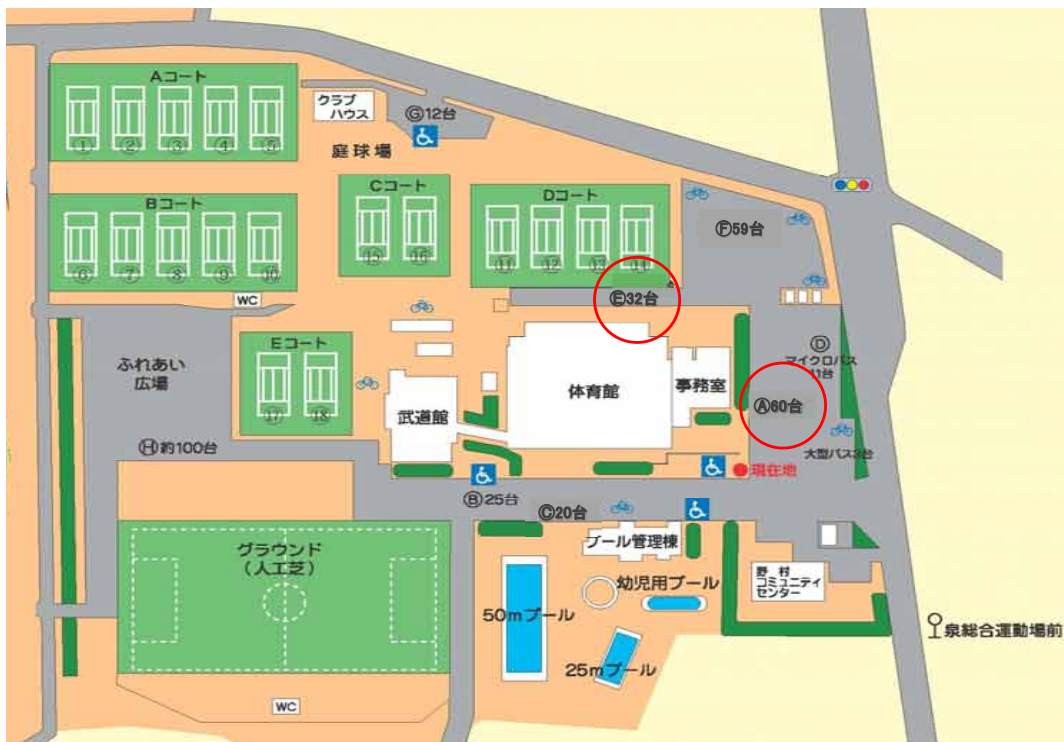 Aコート
① ② ③ ④ ⑤
クラブ
ハウス
Ⓖ12台
庭球場
Bコート
⑥ ⑦ ⑧ ⑨ ⑩
Cコート
⑮ ⑯
Dコート
⑪ ⑫ ⑬ ⑪
Ⓕ59台
WC
Ⓔ32台
ふれあい
広場
Eコート
⑰ ⑱
武道館
体育館
事務室
Ⓓ
マイクロバス
11台
Ⓐ60台
大型バス3台
Ⓗ約100台
現在地
Ⓑ25台
Ⓒ20台
プール管理棟
グラウンド
(人工芝)
幼児用プール
50mプール
25mプール
野村
コミュニティ
センター
泉総合運動場前
WC